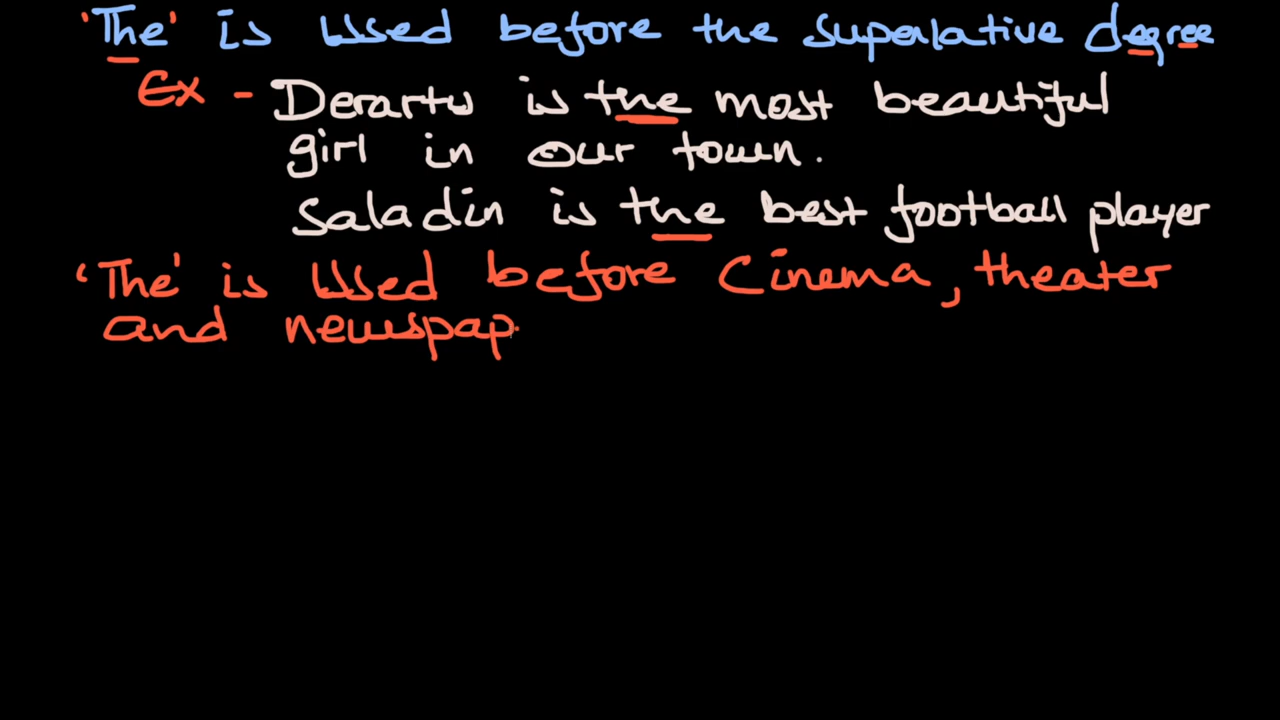 'The' is used before the superlative degree
Ex - Derartu is the most beautiful
girl in our town.
Saladin is the best football player
'The' is used before Cinema, theater
and newspap